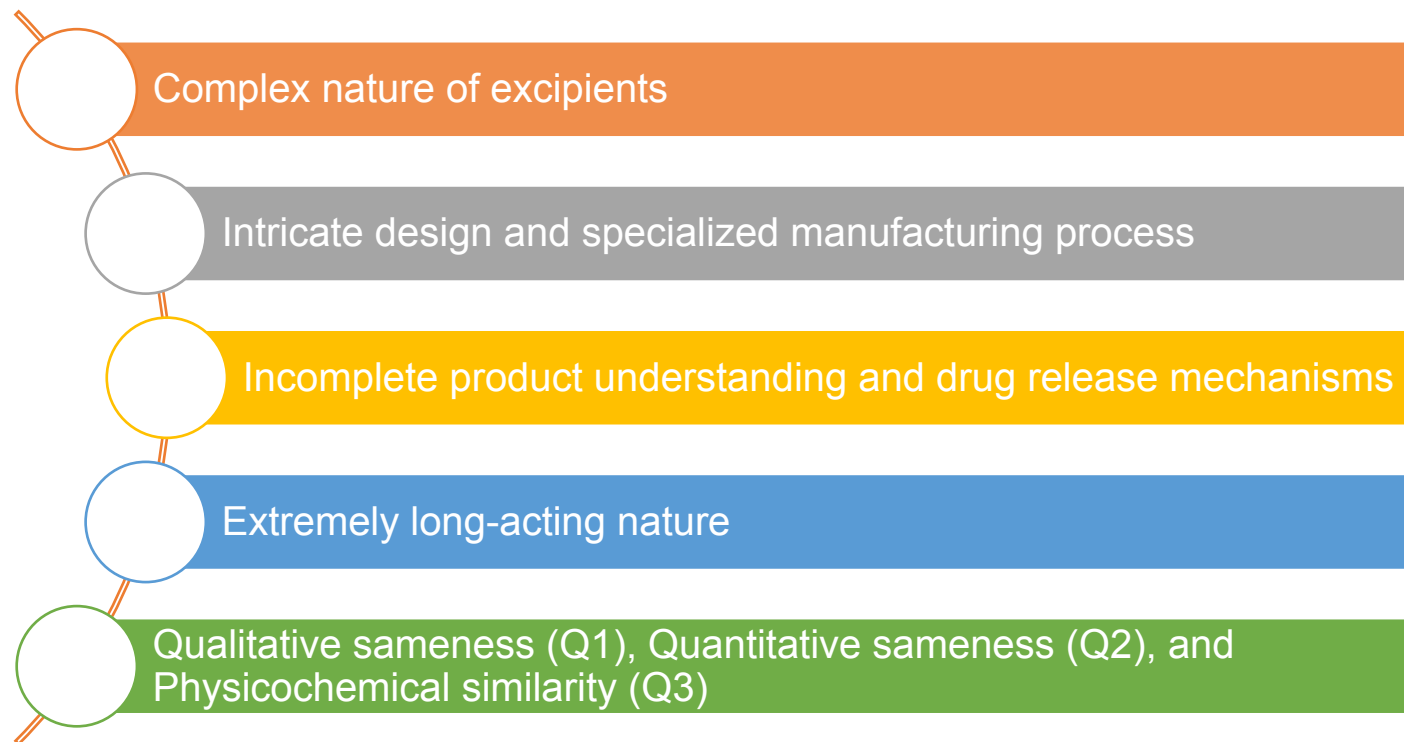 Complex nature of excipients
Intricate design and specialized manufacturing process
Incomplete product understanding and drug release mechanisms
Extremely long-acting nature
Qualitative sameness (Q1), Quantitative sameness (Q2), and
Physicochemical similarity (Q3)